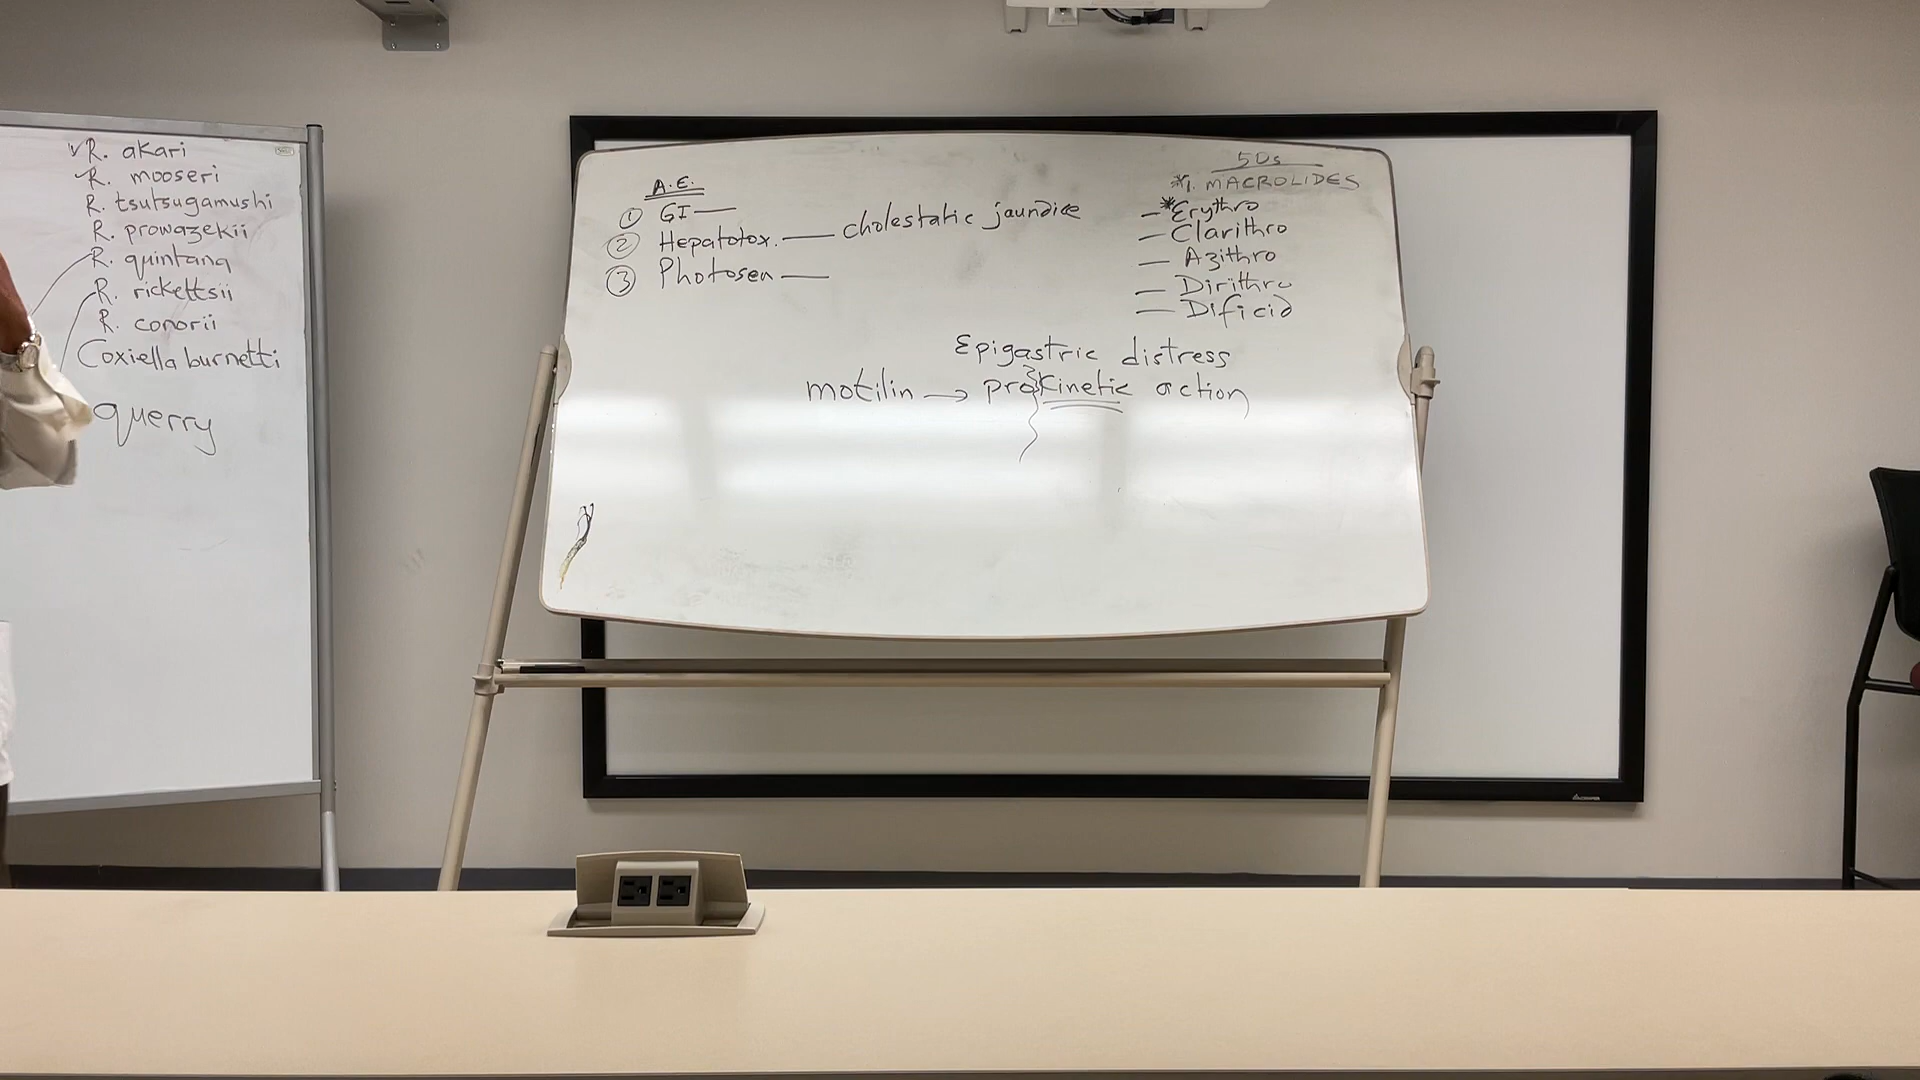 R. akari
R. mooseri
R. tsutsugamushi
R. prowazekii
R. quintana
R. rickettsii
R. conorii
Coxiella burnetti
querry
A.E.
① GI —
② Hepatotox. — cholestatic jaundice
③ Photosen —
50s
*1. MACROLIDES
— *Erythro
— Clarithro
— Azithro
— Dirithro
— Dificid
Epigastric distress
motilin → prokinetic action